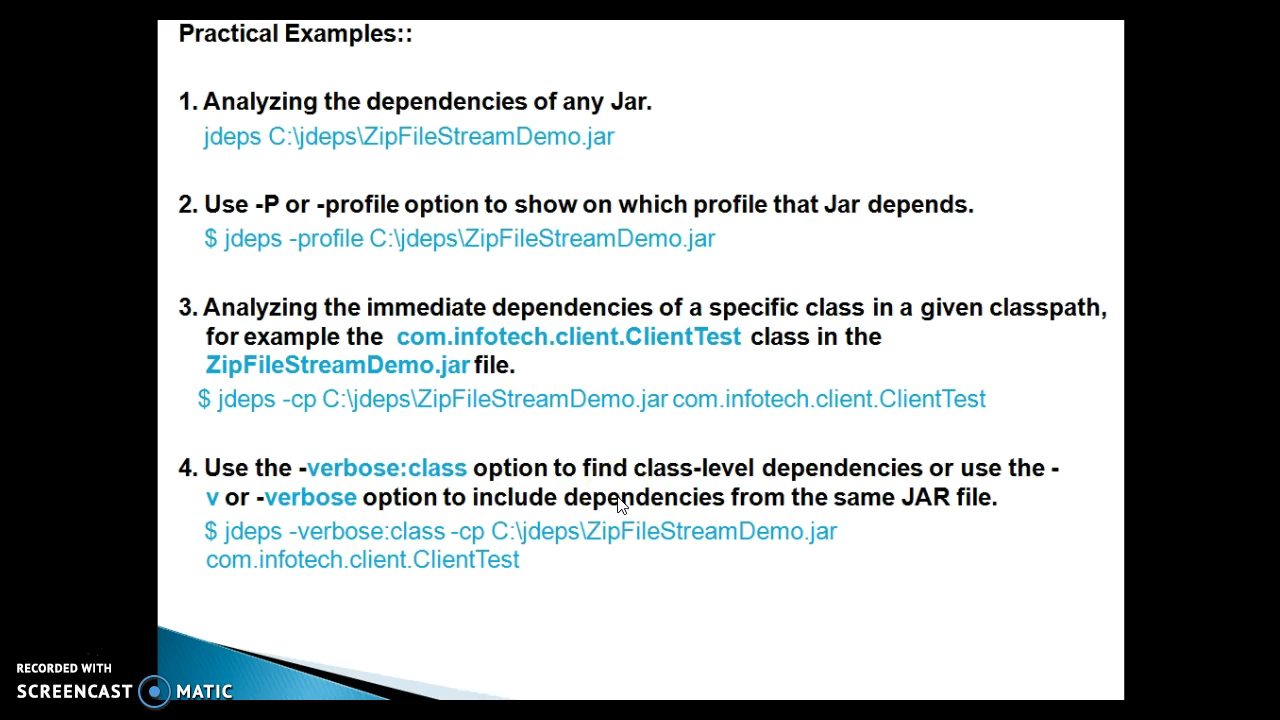 Practical Examples::
1. Analyzing the dependencies of any Jar.
jdeps C:\jdeps\ZipFileStreamDemo.jar
2. Use -P or -profile option to show on which profile that Jar depends.
$ jdeps -profile C:\jdeps\ZipFileStreamDemo.jar
3. Analyzing the immediate dependencies of a specific class in a given classpath,
for example the com.infotech.client.ClientTest class in the
ZipFileStreamDemo.jar file.
$ jdeps -cp C:\jdeps\ZipFileStreamDemo.jar com.infotech.client.ClientTest
4. Use the -verbose:class option to find class-level dependencies or use the -
v or -verbose option to include dependencies from the same JAR file.
$ jdeps -verbose:class -cp C:\jdeps\ZipFileStreamDemo.jar
com.infotech.client.ClientTest
RECORDED WITH
SCREENCAST MATIC